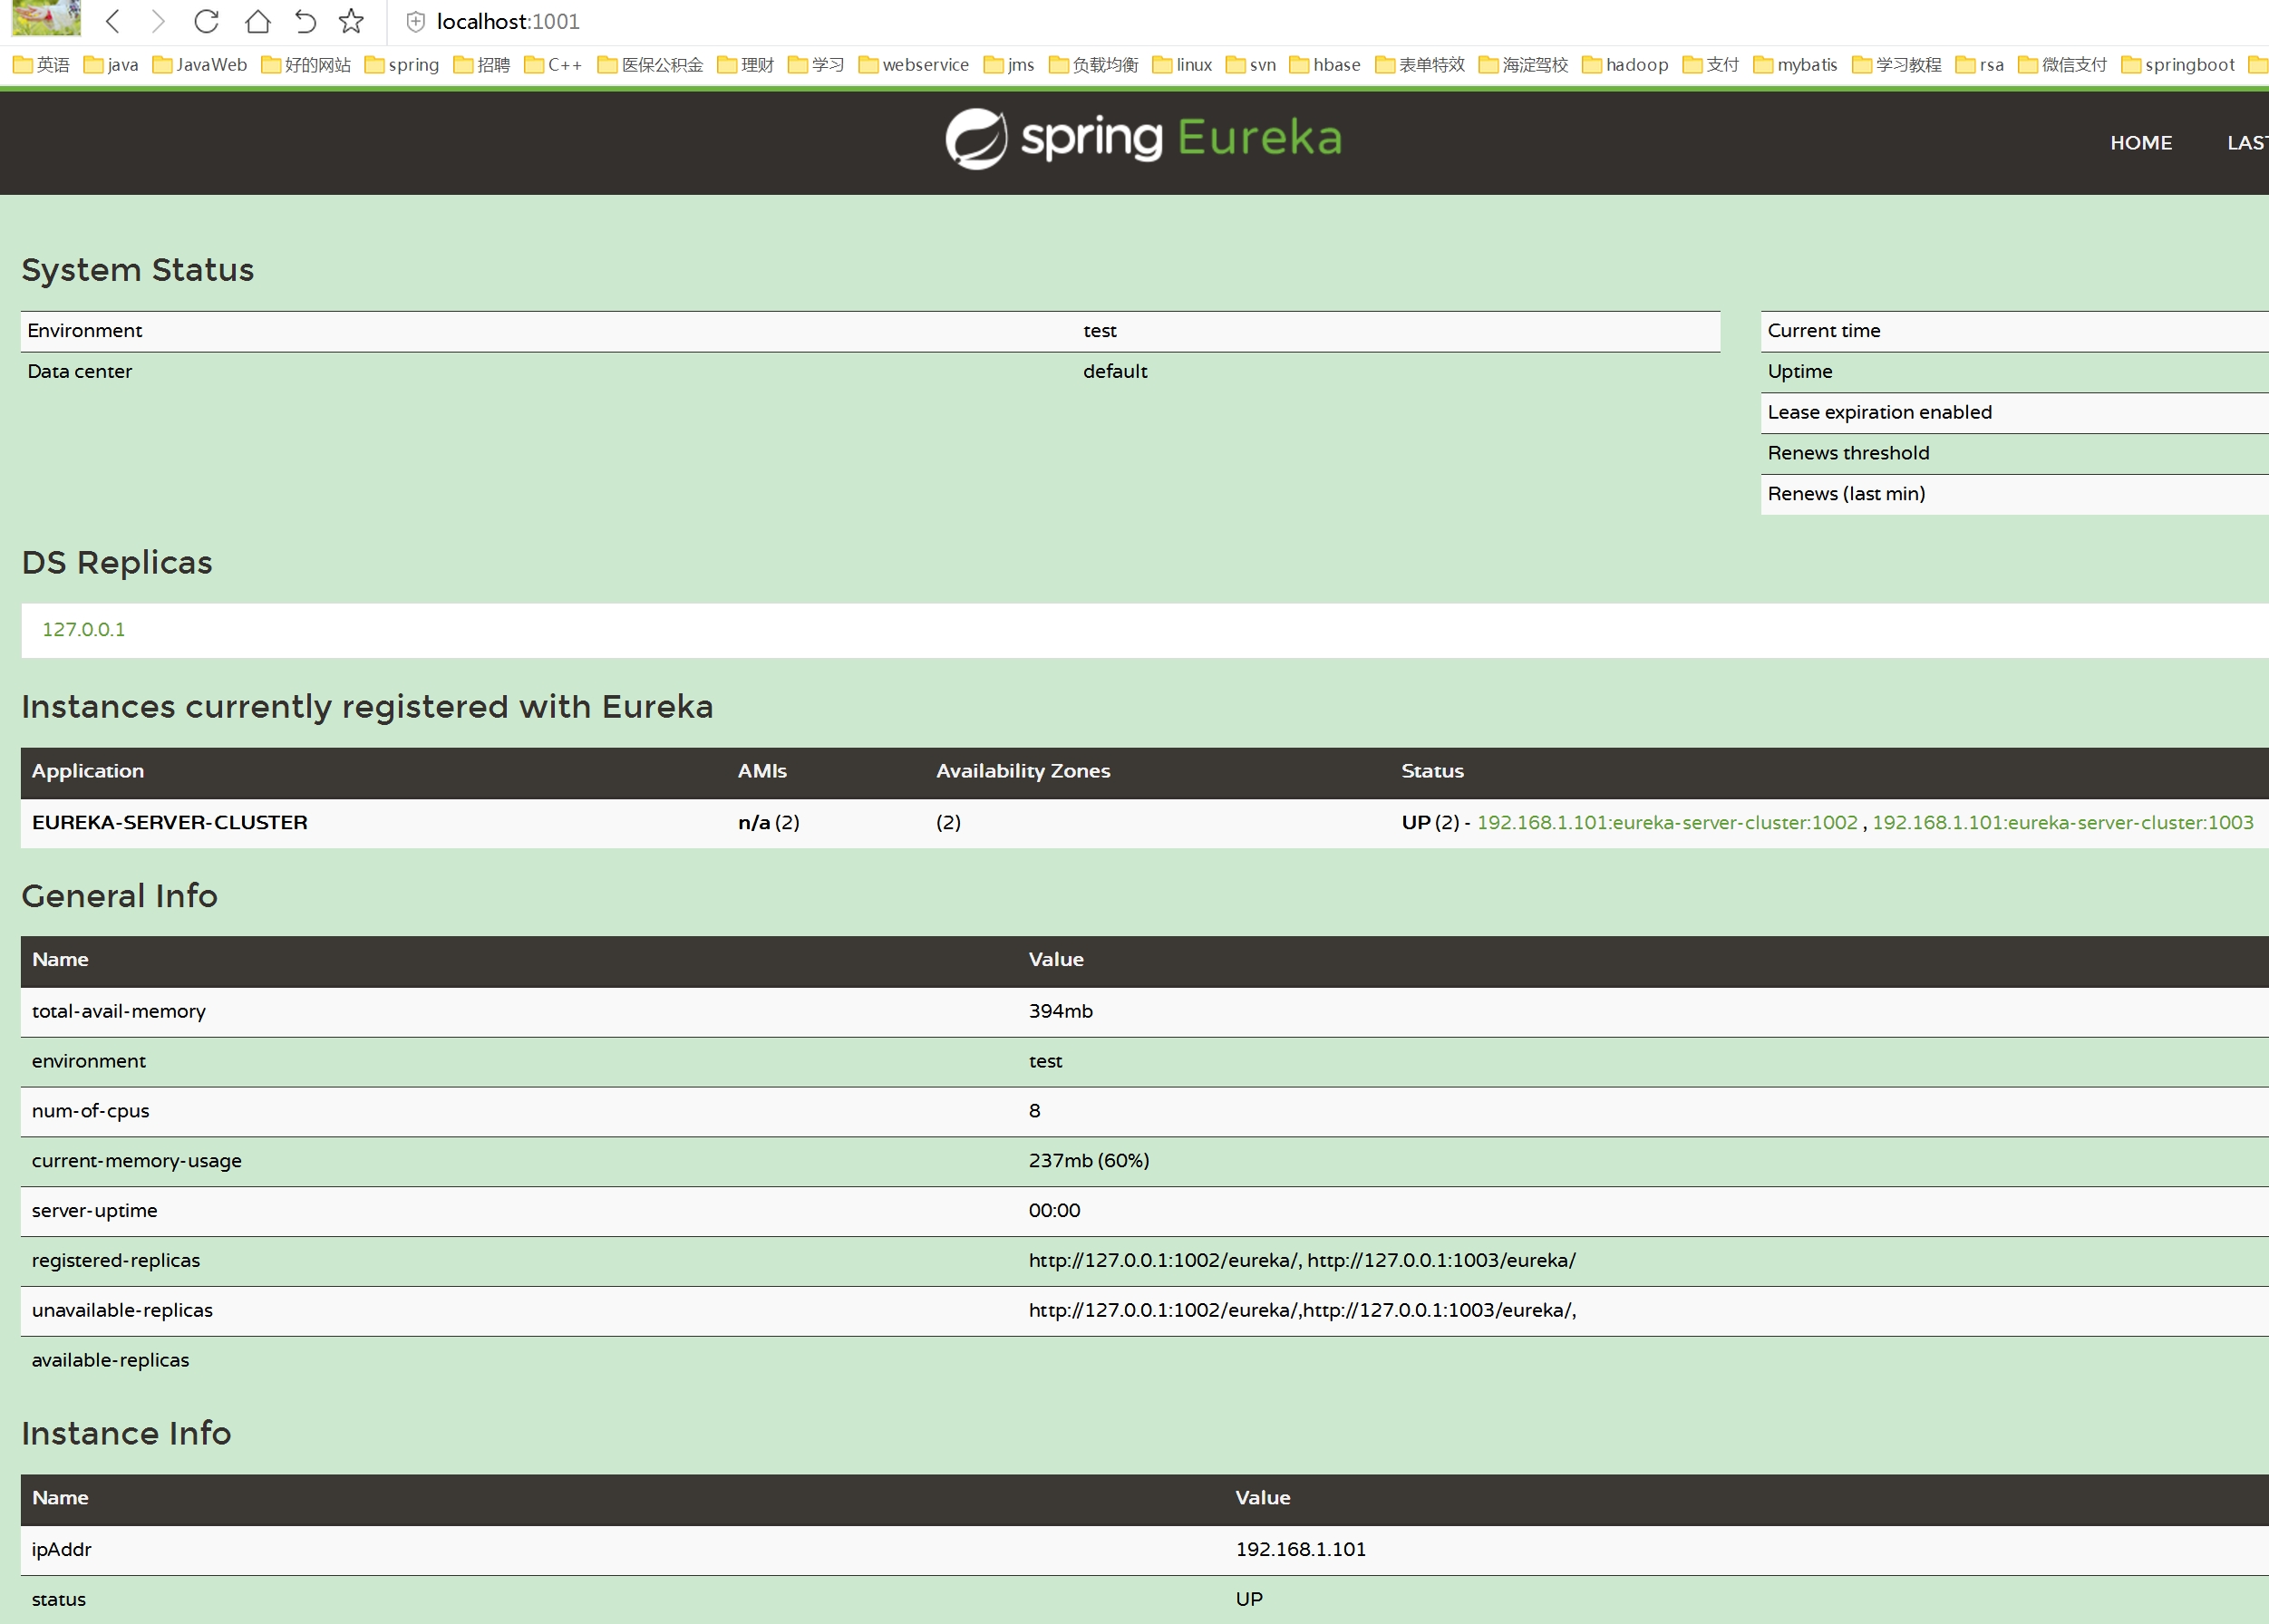 localhost:1001
英语 java JavaWeb 好的网站 spring 招聘 C++ 医保公积金 理财 学习 webservice jms 负载均衡 linux svn hbase 表单特效 海淀驾校 hadoop 支付 mybatis 学习教程 rsa 微信支付 springboot
spring Eureka
HOME LAST
System Status
Environment test Current time
Data center default Uptime
Lease expiration enabled
Renews threshold
Renews (last min)
DS Replicas
127.0.0.1
Instances currently registered with Eureka
Application AMIs Availability Zones Status
EUREKA-SERVER-CLUSTER n/a (2) (2) UP (2) - 192.168.1.101:eureka-server-cluster:1002 , 192.168.1.101:eureka-server-cluster:1003
General Info
Name Value
total-avail-memory 394mb
environment test
num-of-cpus 8
current-memory-usage 237mb (60%)
server-uptime 00:00
registered-replicas http://127.0.0.1:1002/eureka/, http://127.0.0.1:1003/eureka/
unavailable-replicas http://127.0.0.1:1002/eureka/,http://127.0.0.1:1003/eureka/,
available-replicas
Instance Info
Name Value
ipAddr 192.168.1.101
status UP